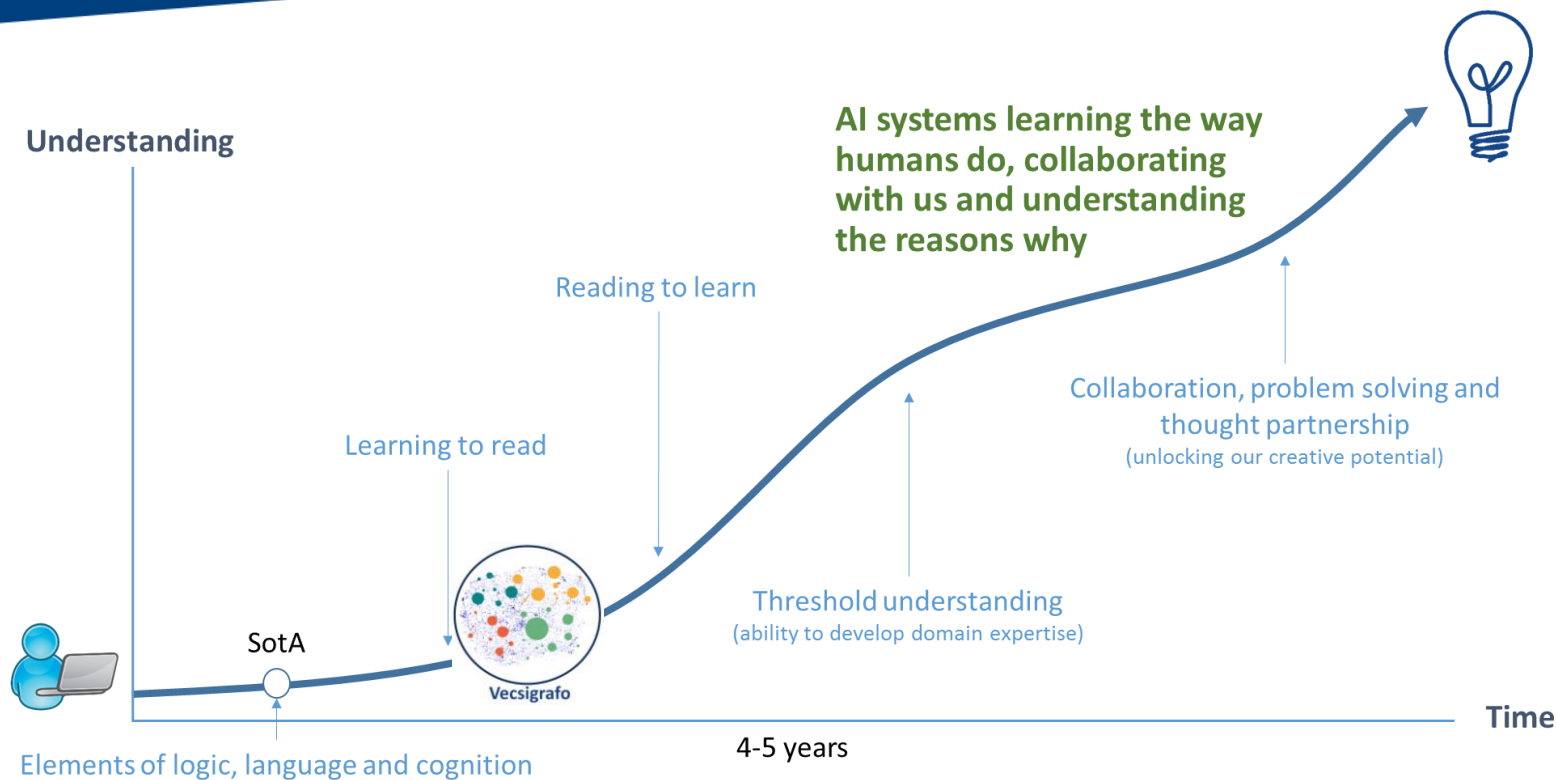 Understanding
AI systems learning the way
humans do, collaborating
with us and understanding
the reasons why
Reading to learn
Learning to read
Collaboration, problem solving and
thought partnership
(unlocking our creative potential)
Threshold understanding
(ability to develop domain expertise)
SotA
Vecsigrafo
Time
4-5 years
Elements of logic, language and cognition